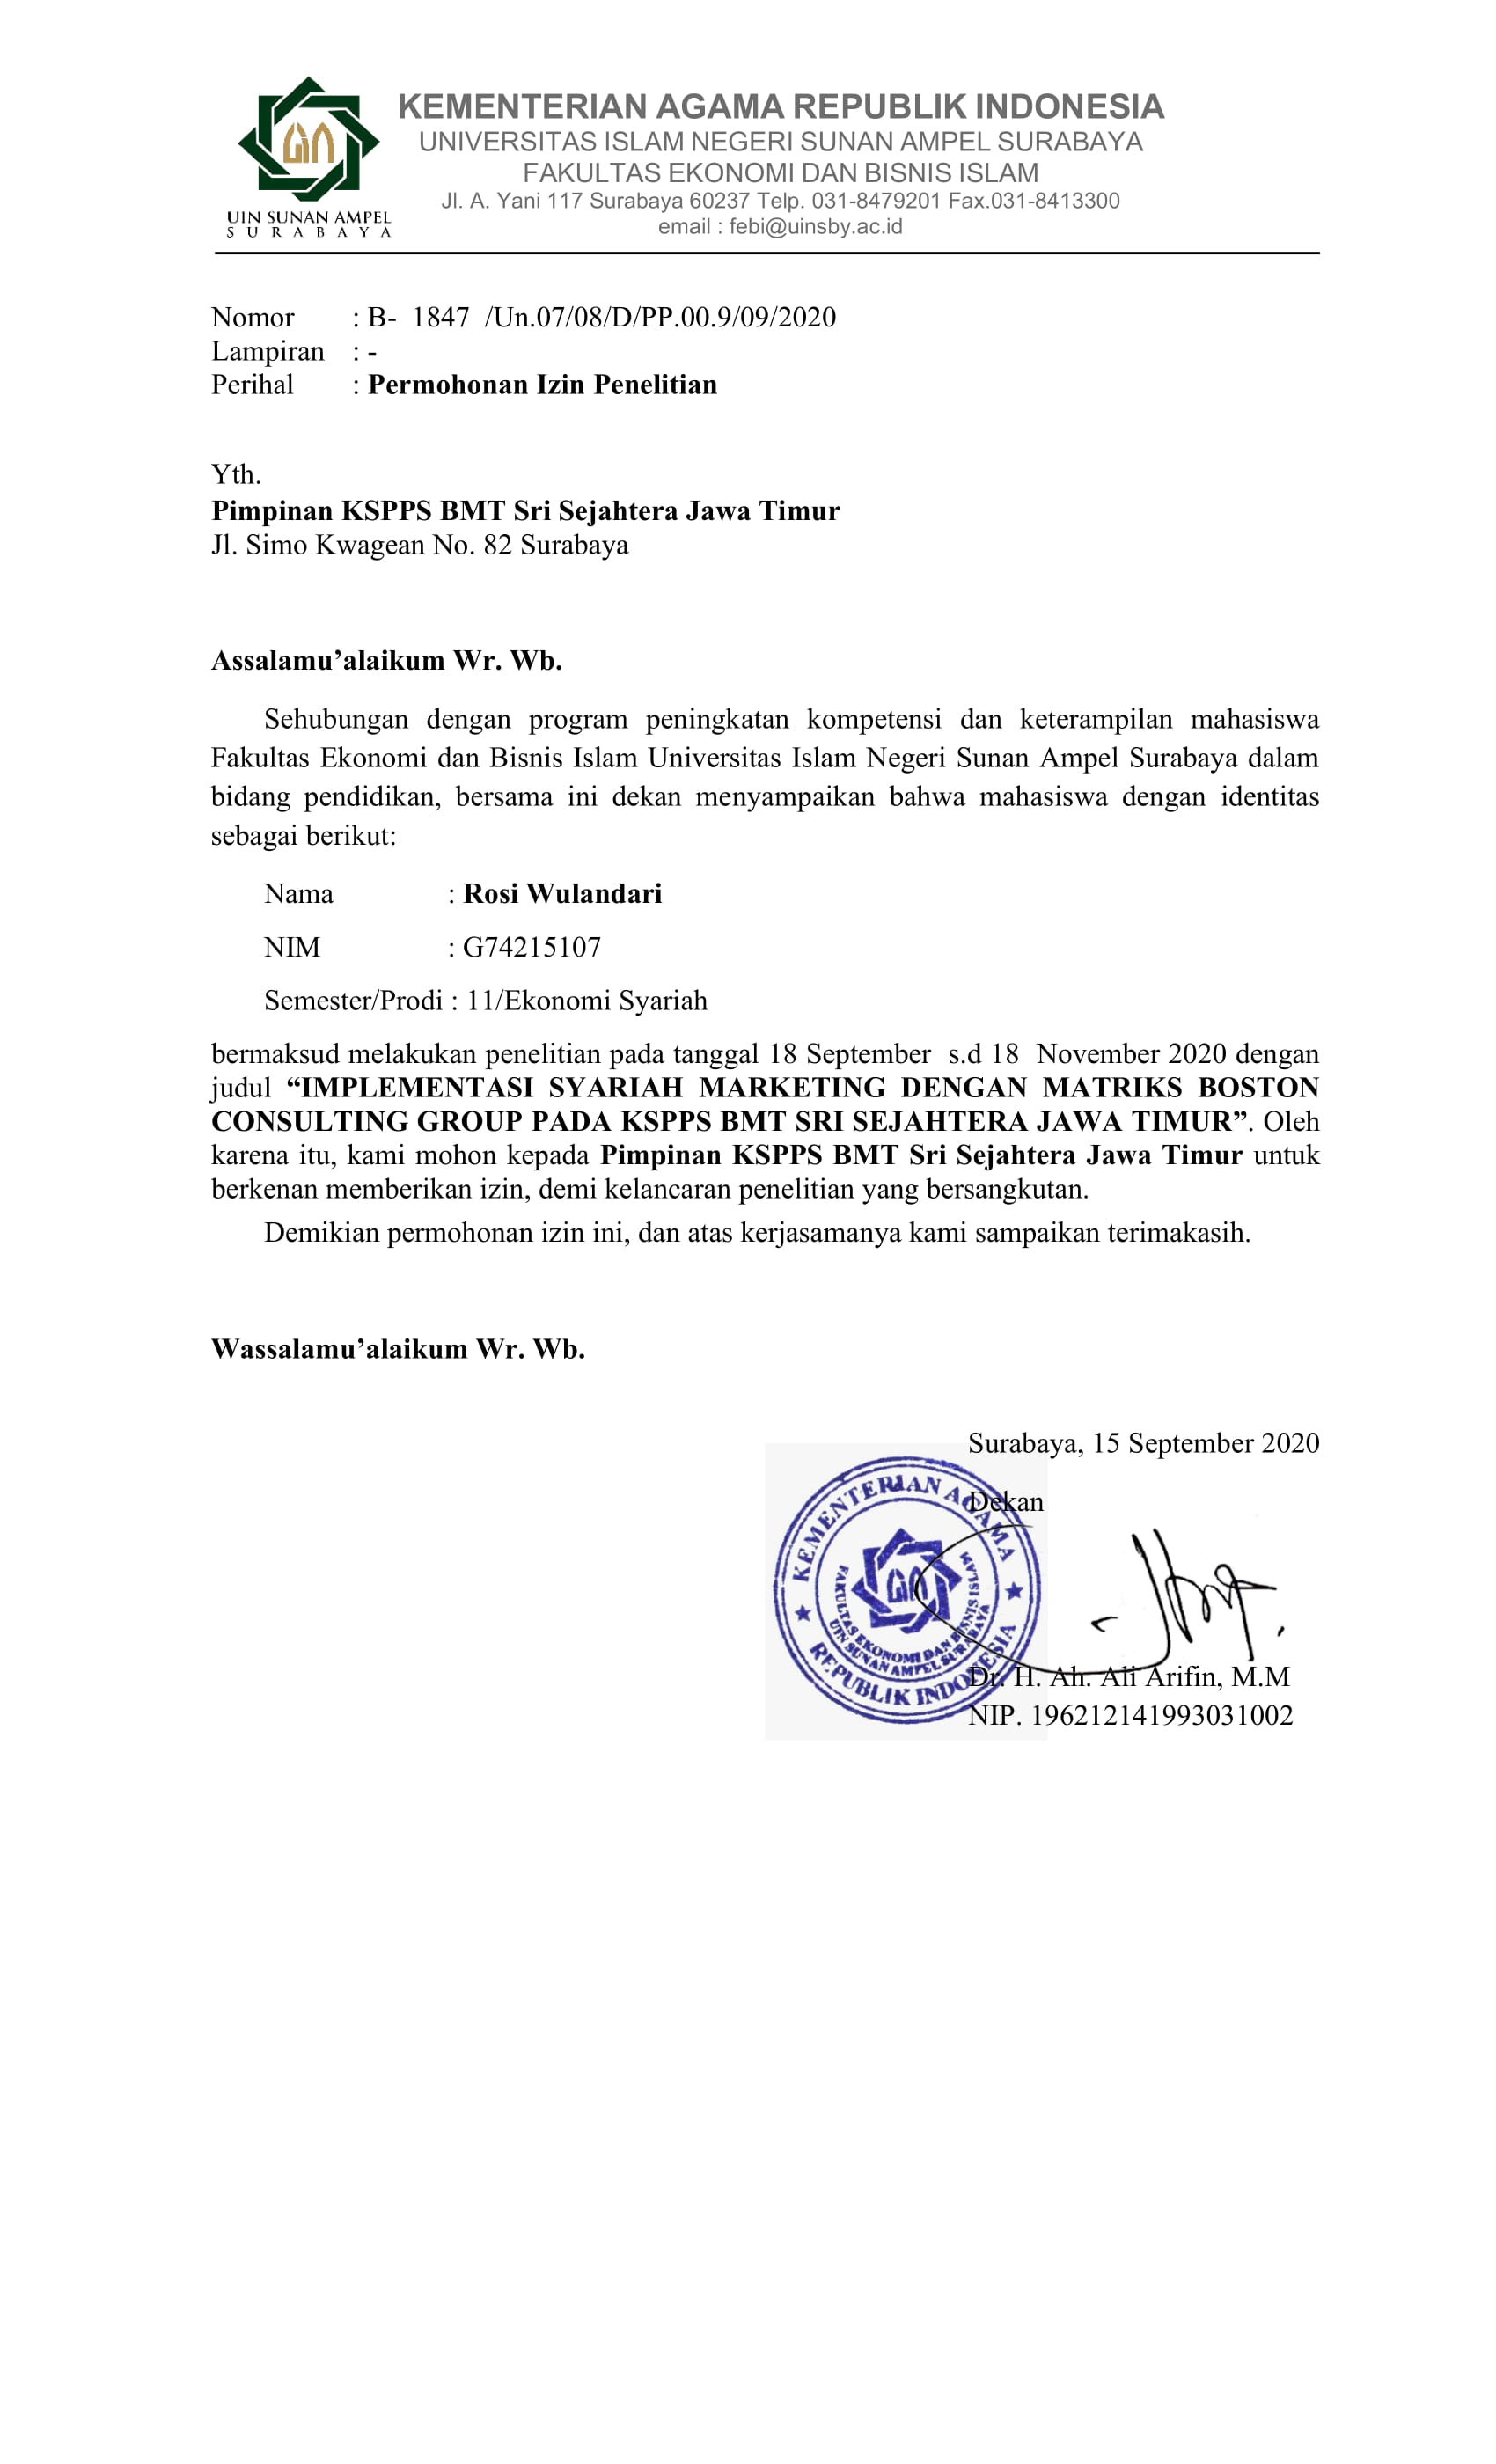 KEMENTERIAN AGAMA REPUBLIK INDONESIA
UNIVERSITAS ISLAM NEGERI SUNAN AMPEL SURABAYA
FAKULTAS EKONOMI DAN BISNIS ISLAM
Jl. A. Yani 117 Surabaya 60237 Telp. 031-8479201 Fax.031-8413300
email : febi@uinsby.ac.id
UIN SUNAN AMPEL
SURABAYA
Nomor : B- 1847 /Un.07/08/D/PP.00.9/09/2020
Lampiran : -
Perihal : Permohonan Izin Penelitian
Yth.
Pimpinan KSPPS BMT Sri Sejahtera Jawa Timur
Jl. Simo Kwagean No. 82 Surabaya
Assalamu’alaikum Wr. Wb.
Sehubungan dengan program peningkatan kompetensi dan keterampilan mahasiswa
Fakultas Ekonomi dan Bisnis Islam Universitas Islam Negeri Sunan Ampel Surabaya dalam
bidang pendidikan, bersama ini dekan menyampaikan bahwa mahasiswa dengan identitas
sebagai berikut:
Nama : Rosi Wulandari
NIM : G74215107
Semester/Prodi : 11/Ekonomi Syariah
bermaksud melakukan penelitian pada tanggal 18 September s.d 18 November 2020 dengan
judul “IMPLEMENTASI SYARIAH MARKETING DENGAN MATRIKS BOSTON
CONSULTING GROUP PADA KSPPS BMT SRI SEJAHTERA JAWA TIMUR”. Oleh
karena itu, kami mohon kepada Pimpinan KSPPS BMT Sri Sejahtera Jawa Timur untuk
berkenan memberikan izin, demi kelancaran penelitian yang bersangkutan.
Demikian permohonan izin ini, dan atas kerjasamanya kami sampaikan terimakasih.
Wassalamu’alaikum Wr. Wb.
Surabaya, 15 September 2020
Dekan
KEMENTERIAN AGAMA
REPUBLIK INDONESIA
FAKULTAS EKONOMI DAN BISNIS ISLAM
UIN SUNAN AMPEL SURABAYA
Dr. H. Ah. Ali Arifin, M.M
NIP. 196212141993031002